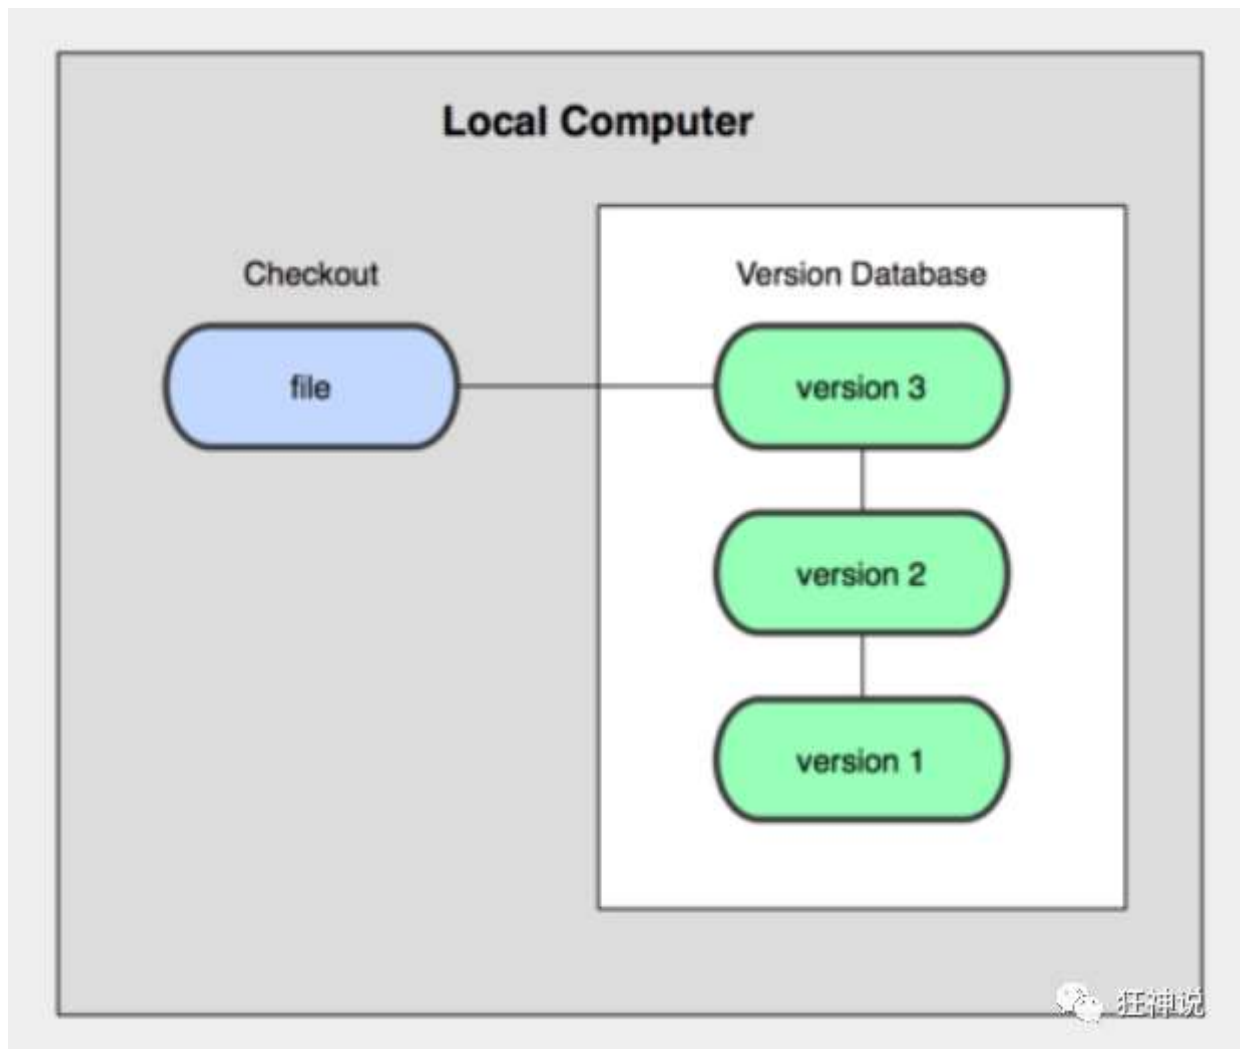 Local Computer
Checkout
Version Database
file
version 3
version 2
version 1
狂神说